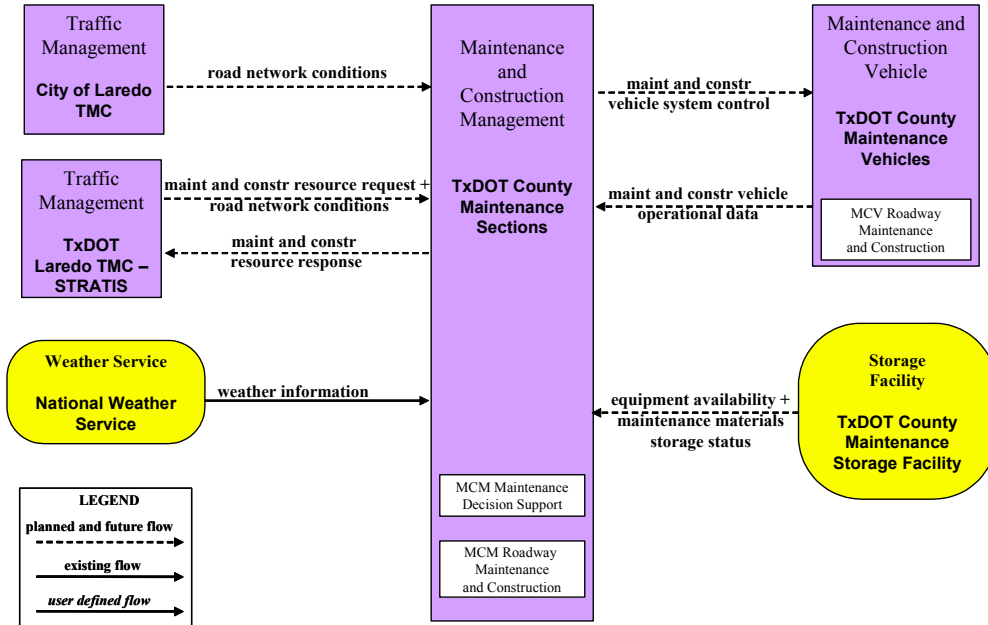 Traffic
Management
City of Laredo
TMC
road network conditions
Traffic
Management
TxDOT
Laredo TMC –
STRATIS
maint and constr resource request +
road network conditions
maint and constr
resource response
Weather Service
National Weather
Service
weather information
LEGEND
planned and future flow
existing flow
user defined flow
Maintenance
and
Construction
Management
TxDOT County
Maintenance
Sections
MCM Maintenance
Decision Support
MCM Roadway
Maintenance
and Construction
maint and constr
vehicle system control
maint and constr vehicle
operational data
Maintenance and
Construction
Vehicle
TxDOT County
Maintenance
Vehicles
MCV Roadway
Maintenance
and Construction
equipment availability +
maintenance materials
storage status
Storage
Facility
TxDOT County
Maintenance
Storage Facility